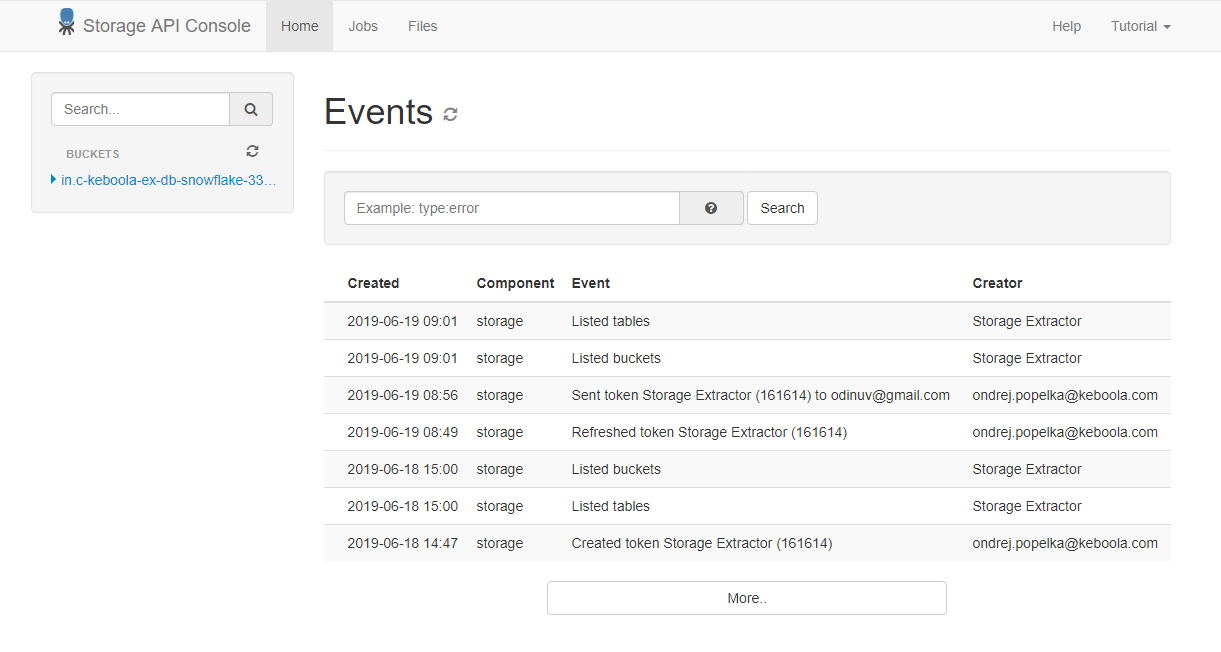 Storage API Console Home Jobs Files Help Tutorial
Search...
BUCKETS
in.c-keboola-ex-db-snowflake-33...
Events
Example: type:error Search
Created Component Event Creator
2019-06-19 09:01 storage Listed tables Storage Extractor
2019-06-19 09:01 storage Listed buckets Storage Extractor
2019-06-19 08:56 storage Sent token Storage Extractor (161614) to odinuv@gmail.com ondrej.popelka@keboola.com
2019-06-19 08:49 storage Refreshed token Storage Extractor (161614) ondrej.popelka@keboola.com
2019-06-18 15:00 storage Listed buckets Storage Extractor
2019-06-18 15:00 storage Listed tables Storage Extractor
2019-06-18 14:47 storage Created token Storage Extractor (161614) ondrej.popelka@keboola.com
More..